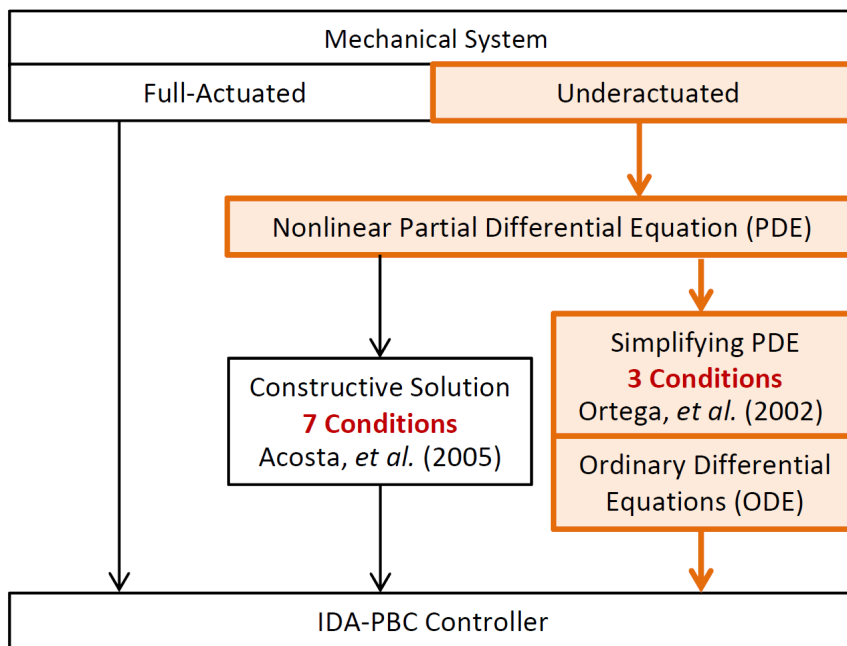 Mechanical System
Full-Actuated
Underactuated
Nonlinear Partial Differential Equation (PDE)
Constructive Solution
7 Conditions
Acosta, et al. (2005)
Simplifying PDE
3 Conditions
Ortega, et al. (2002)
Ordinary Differential
Equations (ODE)
IDA-PBC Controller